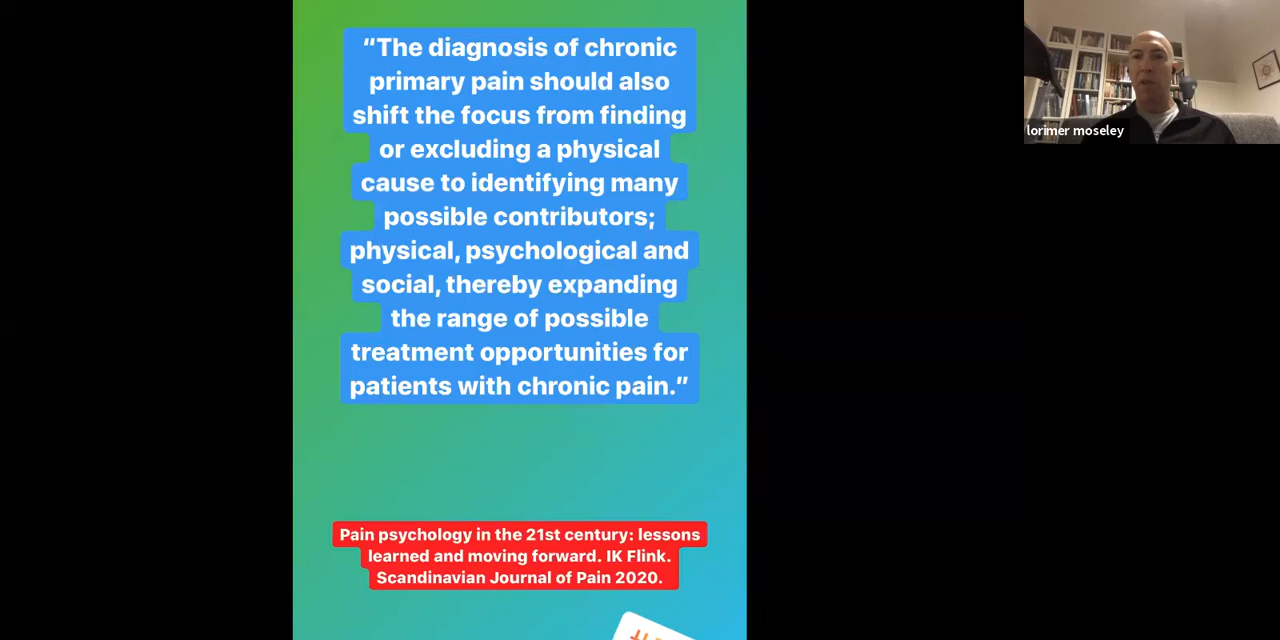 “The diagnosis of chronic
primary pain should also
shift the focus from finding
or excluding a physical
cause to identifying many
possible contributors;
physical, psychological and
social, thereby expanding
the range of possible
treatment opportunities for
patients with chronic pain.”
Pain psychology in the 21st century: lessons
learned and moving forward. IK Flink.
Scandinavian Journal of Pain 2020.
lorimer moseley